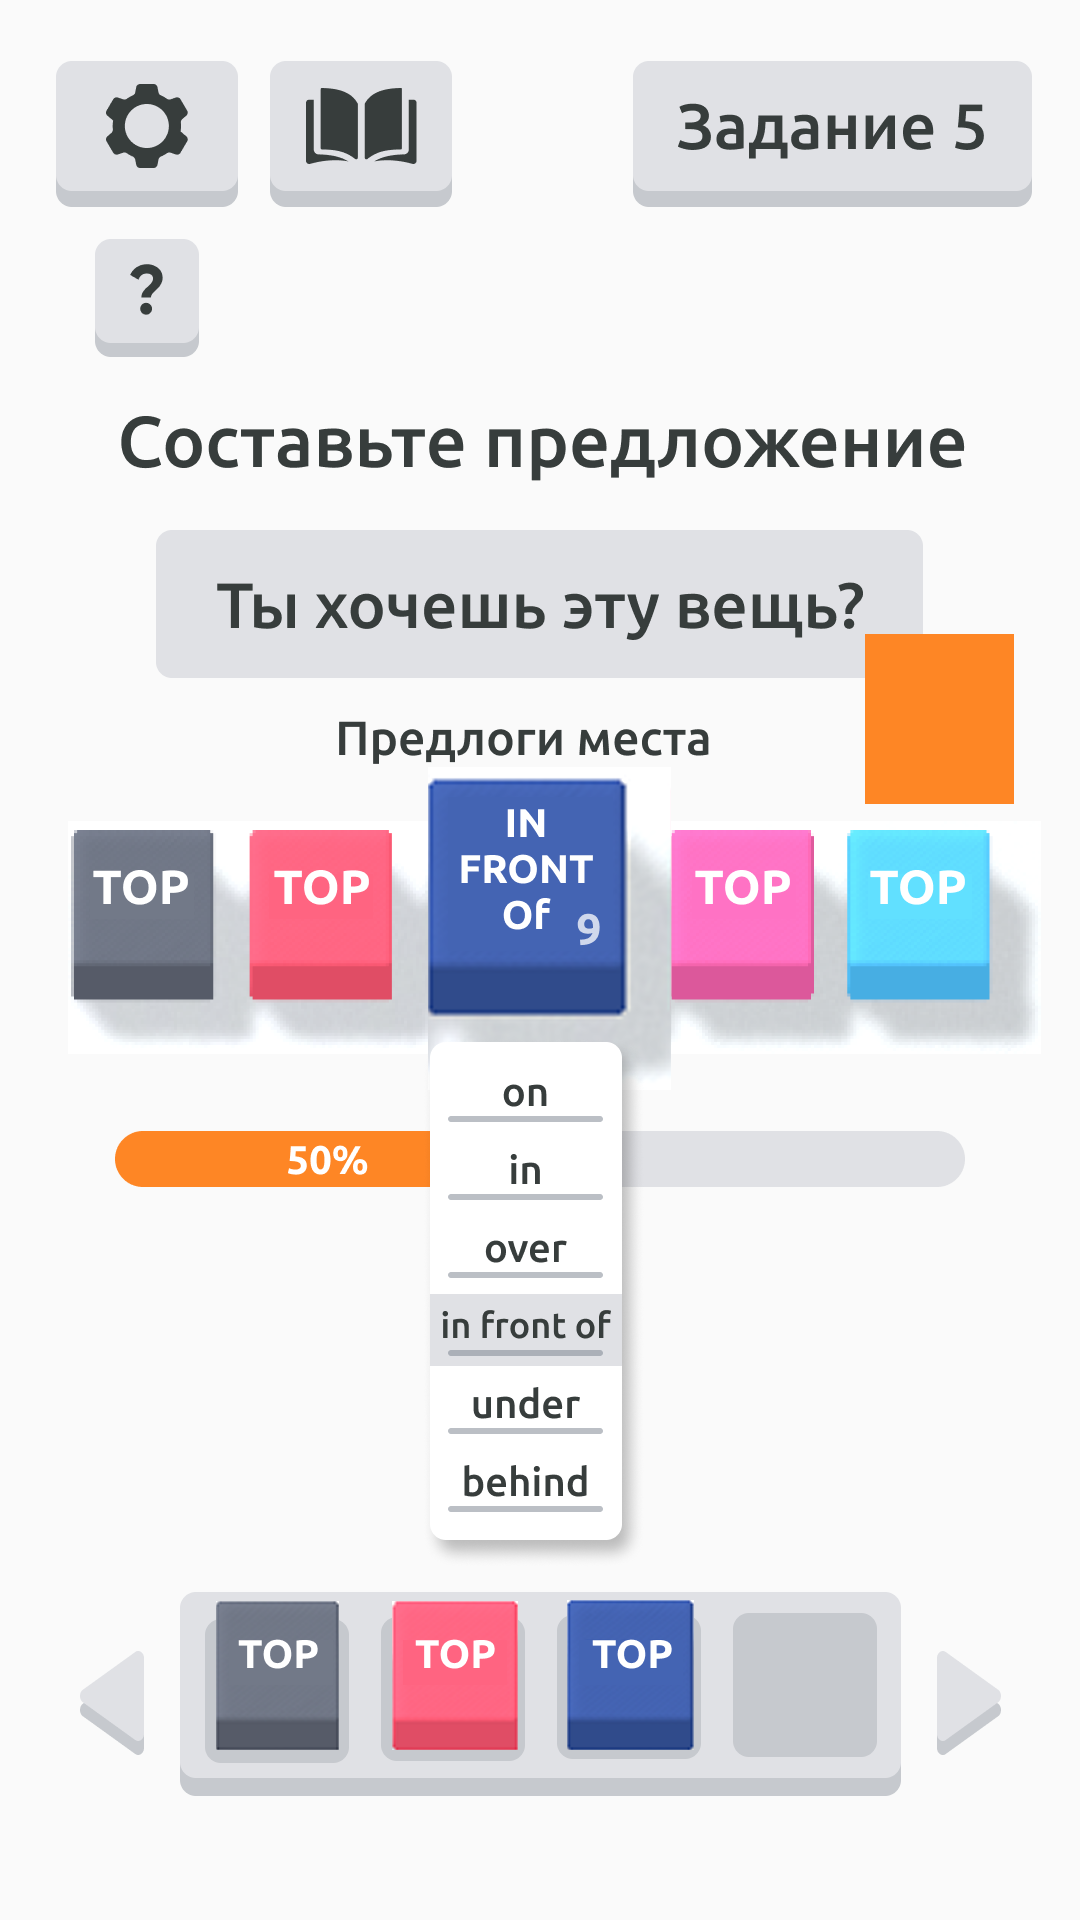 Задание 5
?
Составьте предложение
Ты хочешь эту вещь?
Предлоги места
TOP
TOP
IN
FRONT
Of
9
TOP
TOP
on
50%
in
over
in front of
under
behind
TOP
TOP
TOP